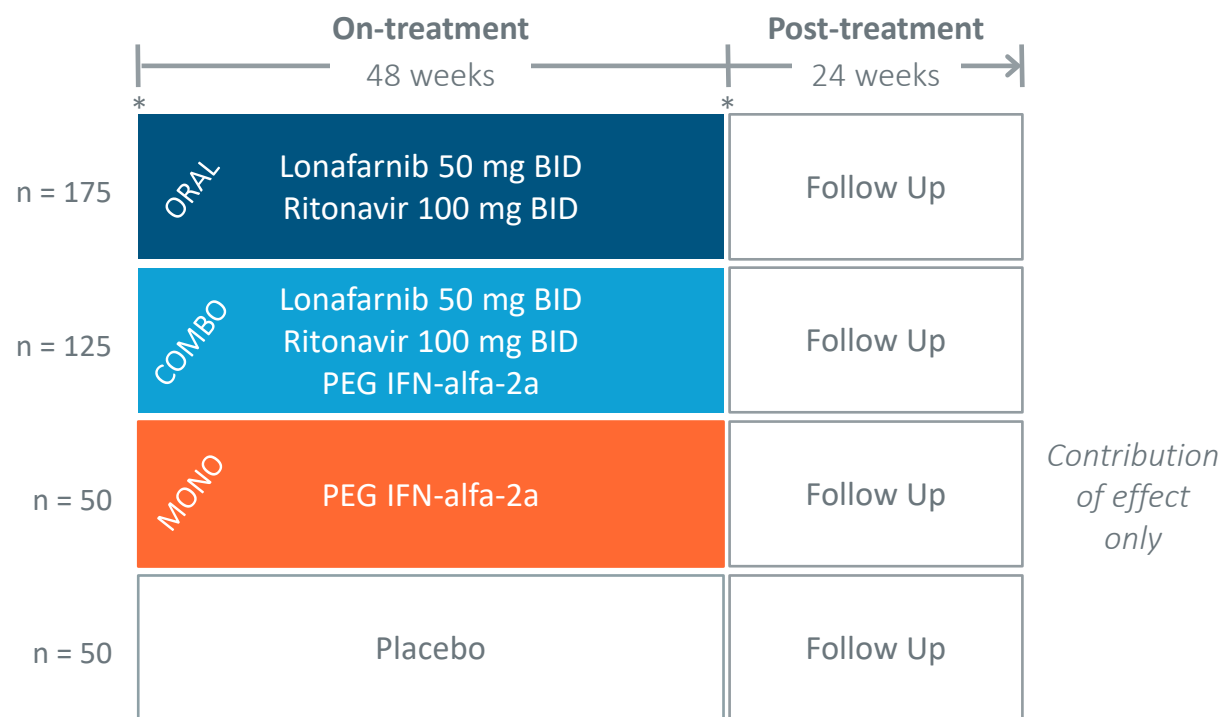 On-treatment
Post-treatment
48 weeks
24 weeks
*
*
n = 175
ORAL
Lonafarnib 50 mg BID
Ritonavir 100 mg BID
Follow Up
n = 125
COMBO
Lonafarnib 50 mg BID
Ritonavir 100 mg BID
PEG IFN-alfa-2a
Follow Up
n = 50
MONO
PEG IFN-alfa-2a
Follow Up
Contribution
of effect
only
n = 50
Placebo
Follow Up